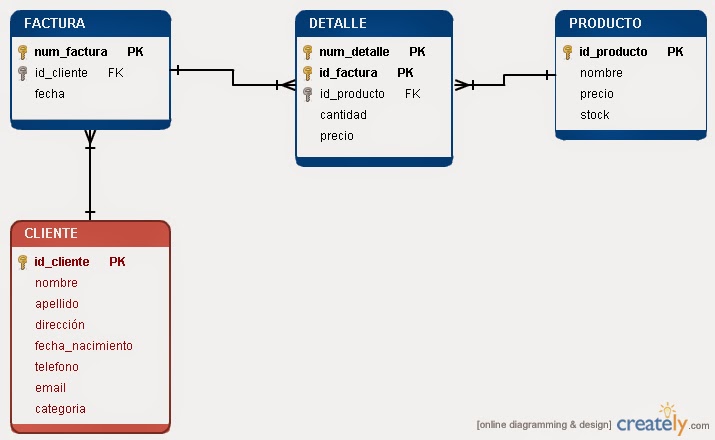 FACTURA
num_factura PK
id_cliente FK
fecha
DETALLE
num_detalle PK
id_factura PK
id_producto FK
cantidad
precio
PRODUCTO
id_producto PK
nombre
precio
stock
CLIENTE
id_cliente PK
nombre
apellido
dirección
fecha_nacimiento
telefono
email
categoria
[online diagramming & design] creately.com